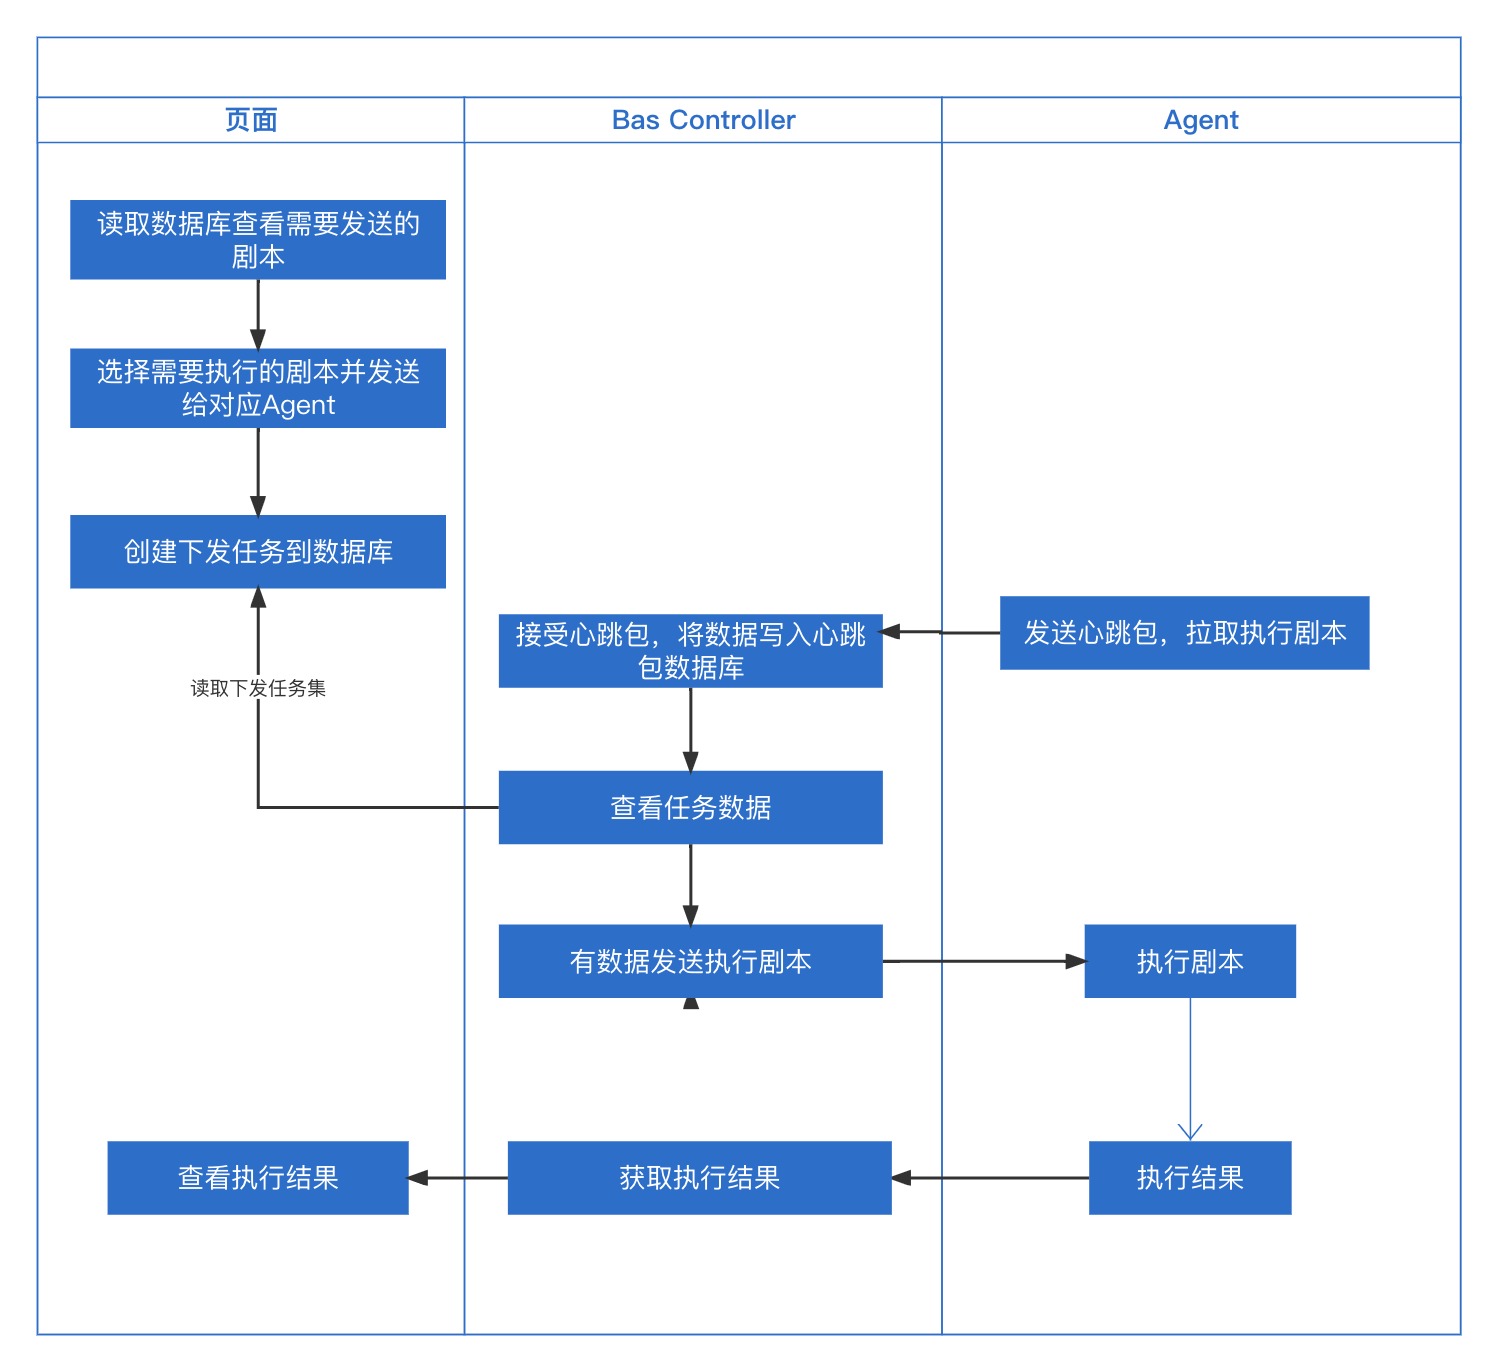 页面
Bas Controller
Agent
读取数据库查看需要发送的
剧本
选择需要执行的剧本并发送
给对应Agent
创建下发任务到数据库
接受心跳包，将数据写入心跳
包数据库
发送心跳包，拉取执行剧本
读取下发任务集
查看任务数据
有数据发送执行剧本
执行剧本
查看执行结果
获取执行结果
执行结果